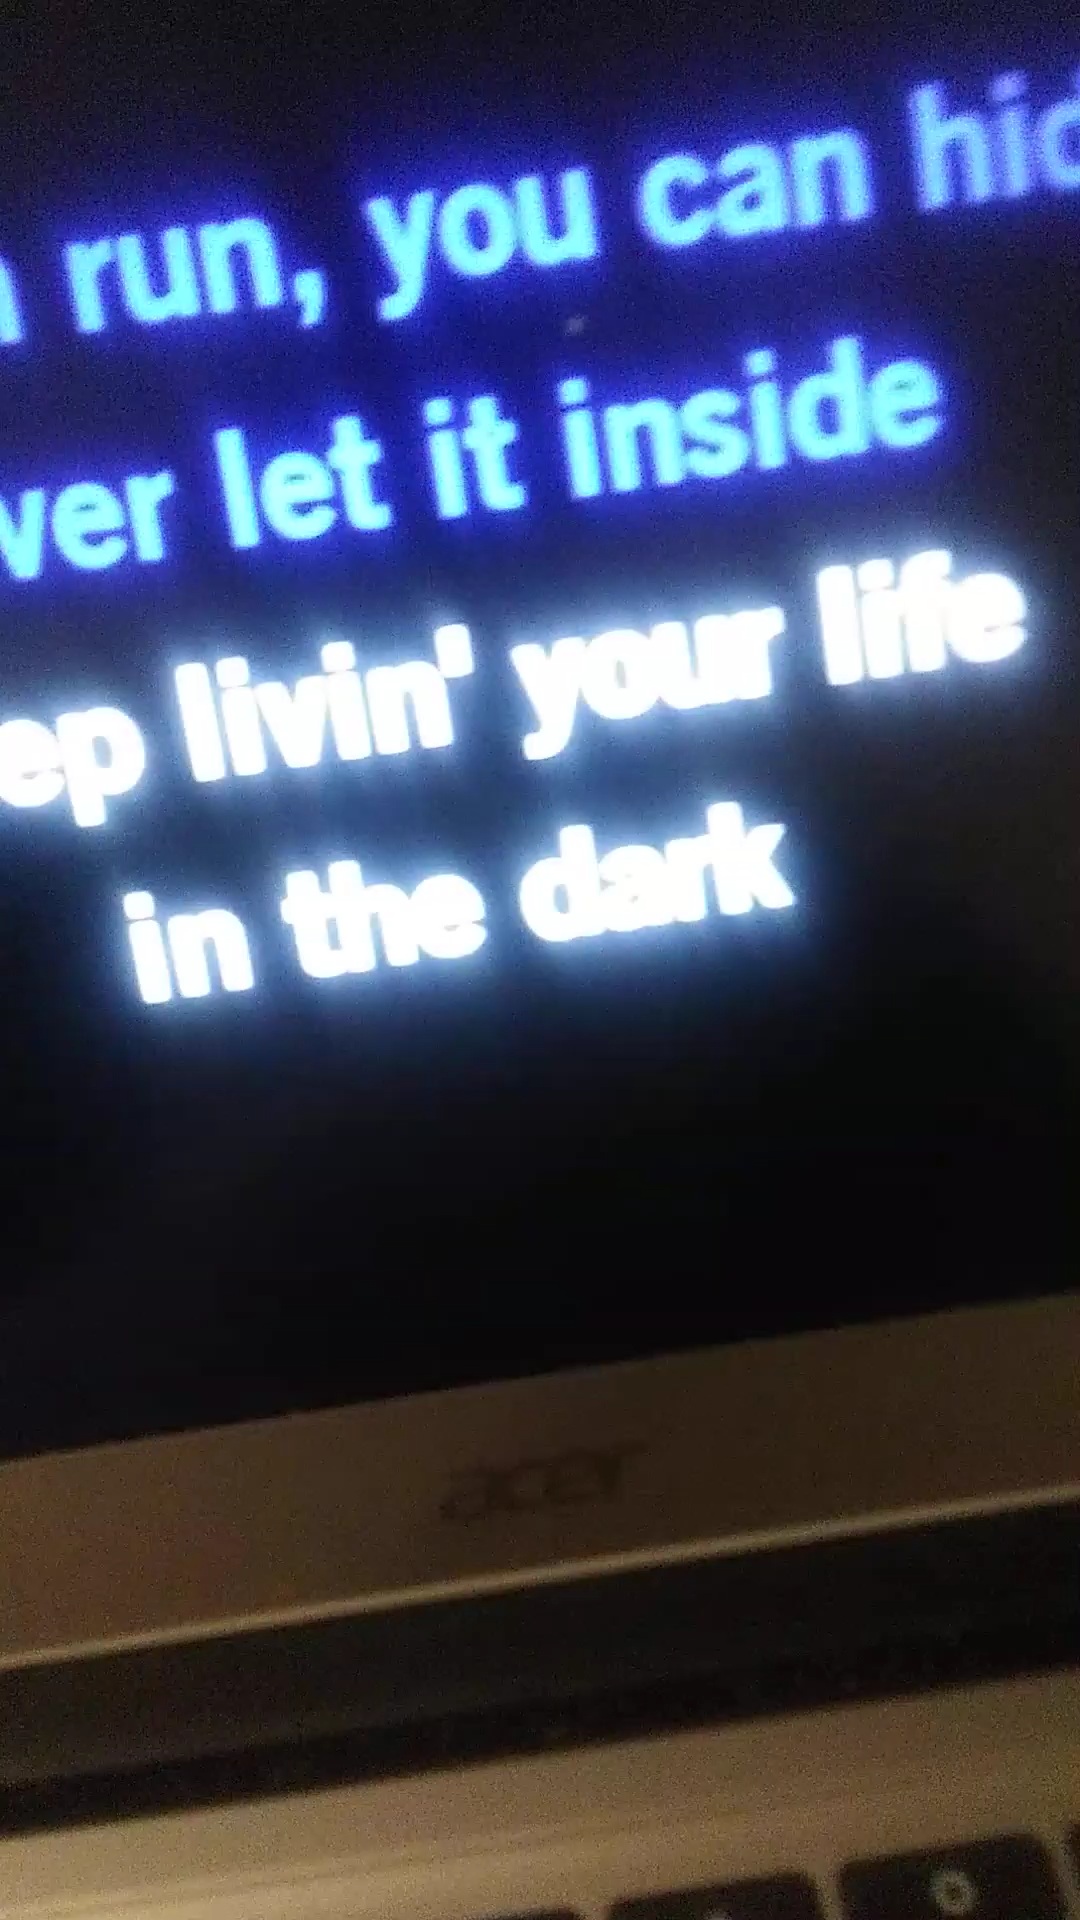 run, you can hid
ver let it inside
ep livin' your life
in the dark
acer